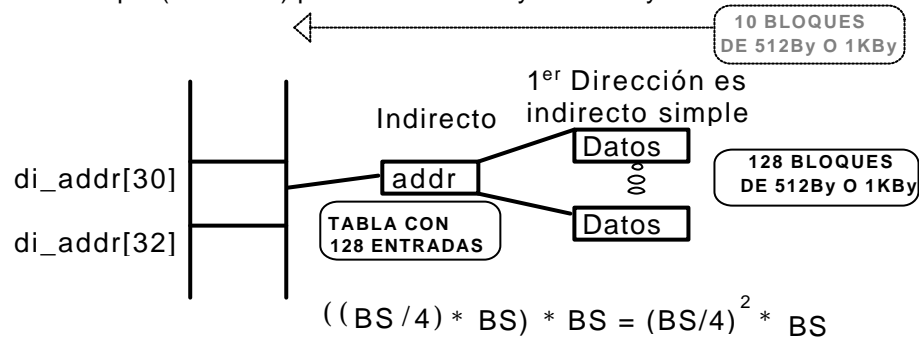 10 BLOQUES
DE 512By O 1KBy
1er Dirección es
indirecto simple
Indirecto
Datos
di_addr[30]
addr
128 BLOQUES
DE 512By O 1KBy
TABLA CON
128 ENTRADAS
Datos
di_addr[32]
((BS/4) * BS) * BS = (BS/4)^2 * BS